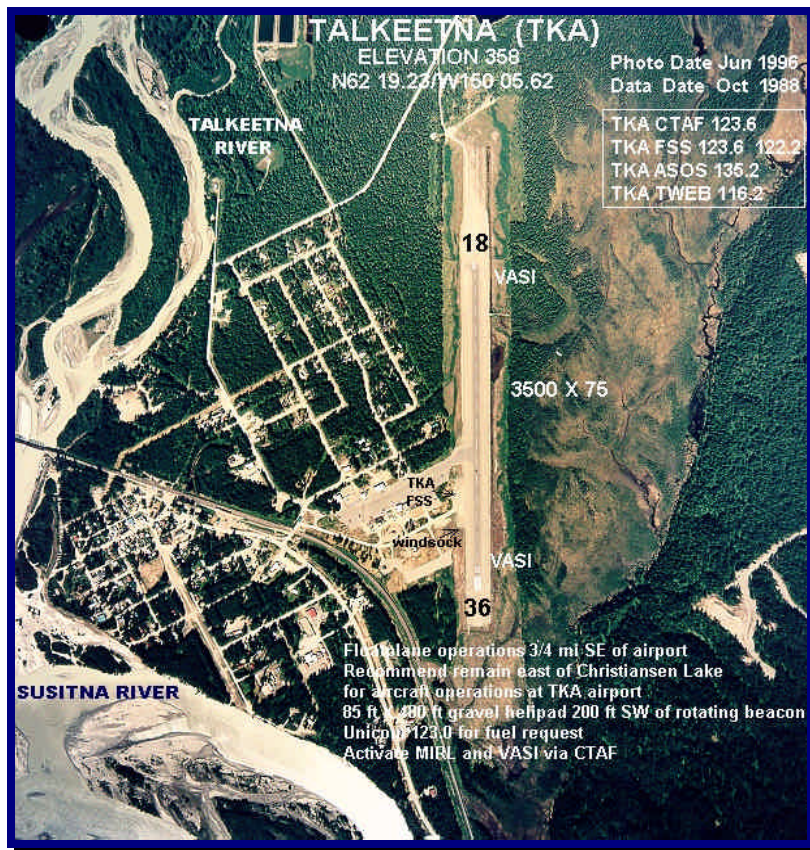 TALKEETNA (TKA)
ELEVATION 358
N62 19.23/W150 05.62
Photo Date Jun 1996
Data Date Oct 1988
TKA CTAF 123.6
TKA FSS 123.6 122.2
TKA ASOS 135.2
TKA TWEB 116.2
TALKEETNA
RIVER
18
VASI
3500 X 75
TKA
FSS
windsock
VASI
36
SUSITNA RIVER
Floatplane operations 3/4 mi SE of airport
Recommend remain east of Christiansen Lake
for aircraft operations at TKA airport
85 ft x 480 ft gravel helipad 200 ft SW of rotating beacon
Unicom 123.0 for fuel request
Activate MIRL and VASI via CTAF